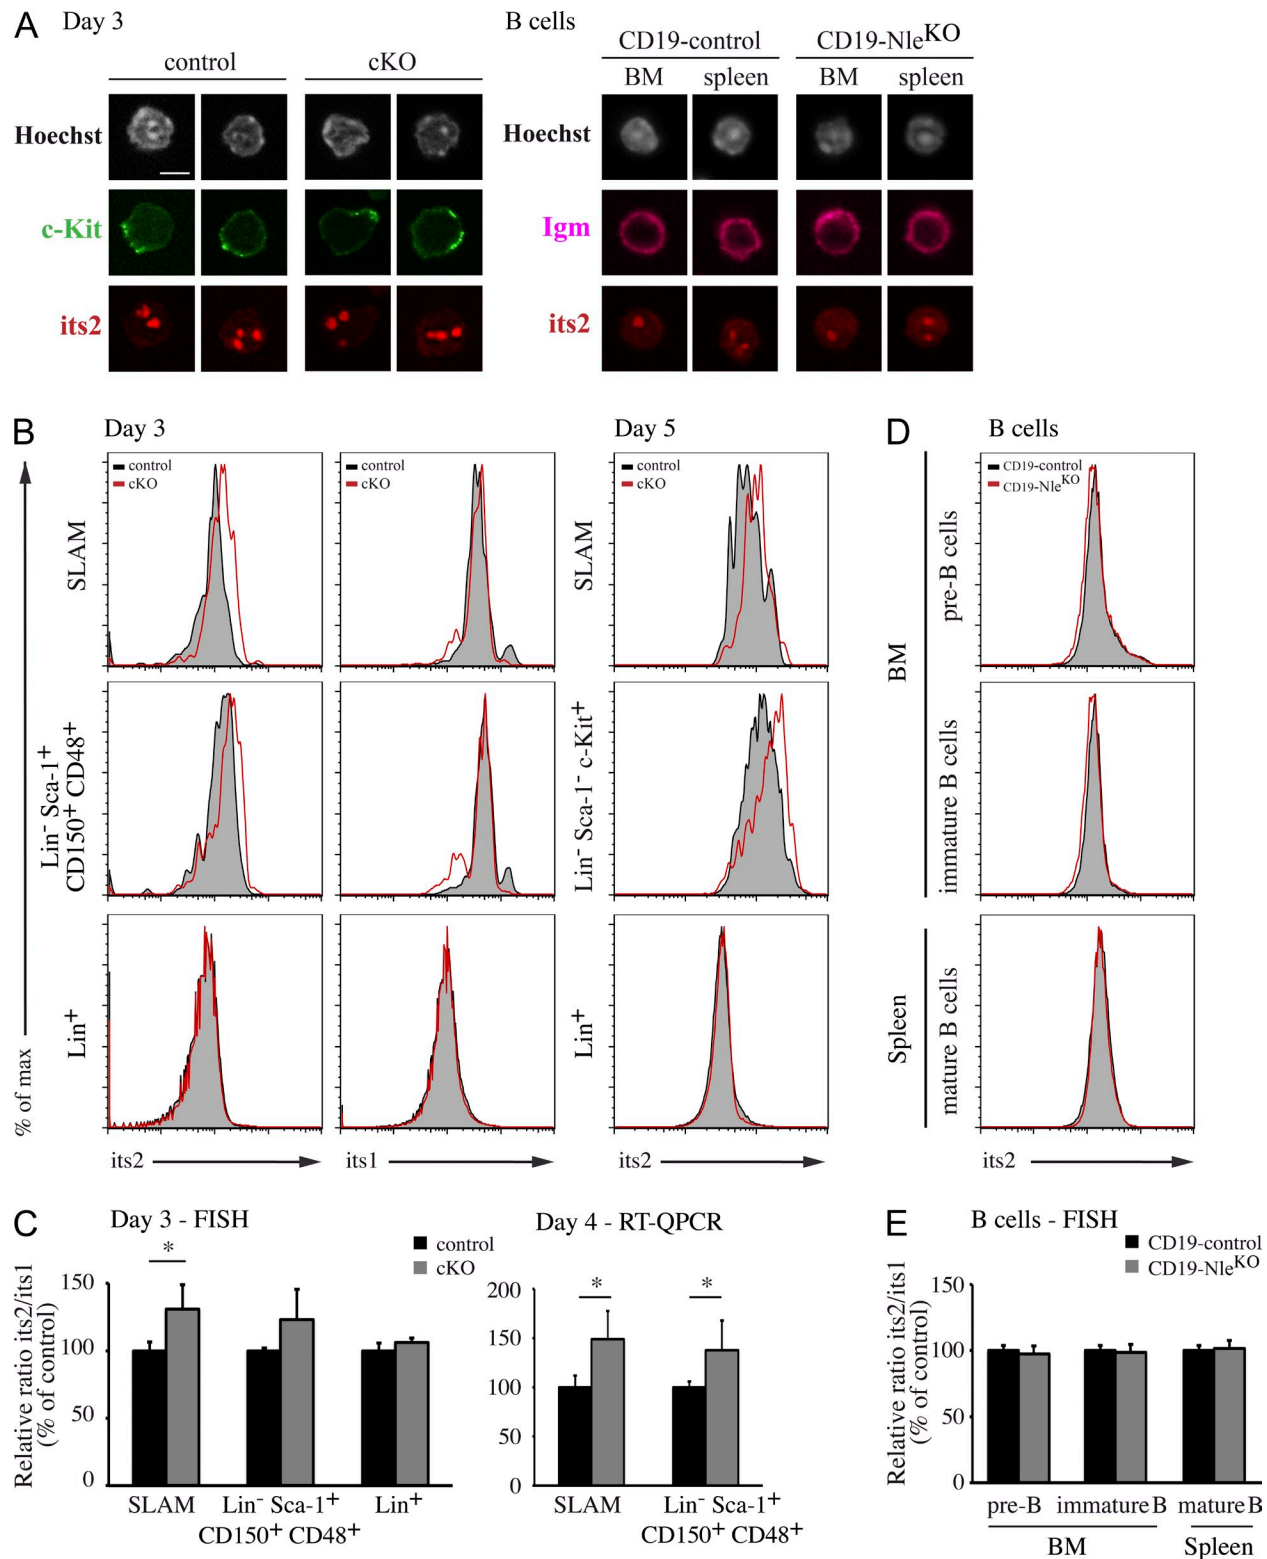 A Day 3
control cKO
Hoechst
c-Kit
its2
B cells
CD19-control CD19-Nleᴷᴼ
BM spleen BM spleen
Hoechst
Igm
its2
B Day 3 Day 5
control
cKO
control
cKO
control
cKO
SLAM
SLAM
Lin⁻ Sca-1⁺
CD150⁺ CD48⁺
Lin⁻ Sca-1⁻ c-Kit⁺
Lin⁺
Lin⁺
% of max
its2 its1 its2
D B cells
CD19-control
CD19-Nleᴷᴼ
BM
pre-B cells
immature B cells
Spleen
mature B cells
its2
C Day 3 - FISH
control
cKO
*
Relative ratio its2/its1
(% of control)
150
100
50
0
SLAM Lin⁻ Sca-1⁺ Lin⁺
CD150⁺ CD48⁺
Day 4 - RT-QPCR
* *
200
150
100
50
0
SLAM Lin⁻ Sca-1⁺
CD150⁺ CD48⁺
E B cells - FISH
CD19-control
CD19-Nleᴷᴼ
Relative ratio its2/its1
(% of control)
150
100
50
0
pre-B immature B mature B
BM Spleen